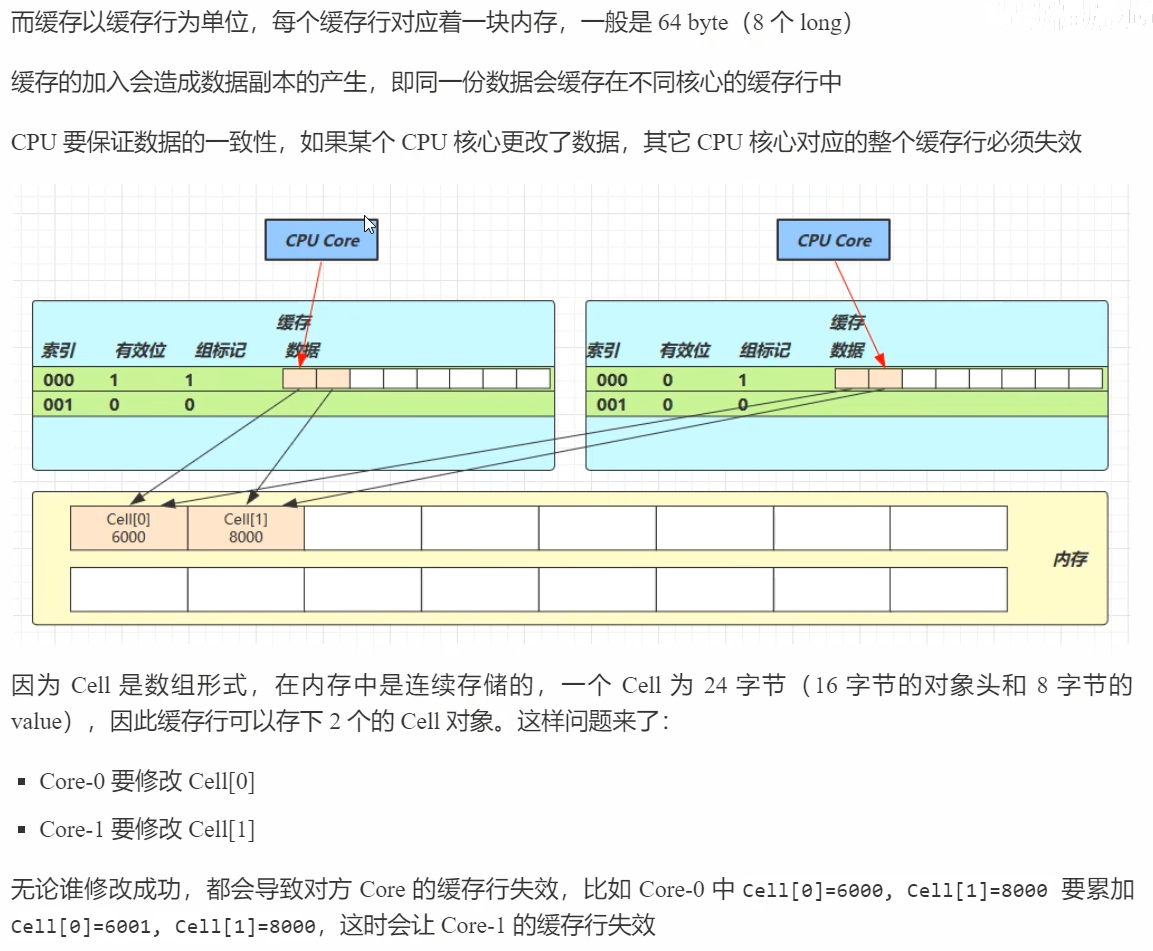 而缓存以缓存行为单位，每个缓存行对应着一块内存，一般是 64 byte（8 个 long）
缓存的加入会造成数据副本的产生，即同一份数据会缓存在不同核心的缓存行中
CPU 要保证数据的一致性，如果某个 CPU 核心更改了数据，其它 CPU 核心对应的整个缓存行必须失效
CPU Core
CPU Core
缓存
索引 有效位 组标记 数据
000 1 1
001 0 0
缓存
索引 有效位 组标记 数据
000 0 1
001 0 0
Cell[0]
6000
Cell[1]
8000
内存
因为 Cell 是数组形式，在内存中是连续存储的，一个 Cell 为 24 字节（16 字节的对象头和 8 字节的
value），因此缓存行可以存下 2 个的 Cell 对象。这样问题来了：
▪ Core-0 要修改 Cell[0]
▪ Core-1 要修改 Cell[1]
无论谁修改成功，都会导致对方 Core 的缓存行失效，比如 Core-0 中 Cell[0]=6000, Cell[1]=8000 要累加
Cell[0]=6001, Cell[1]=8000，这时会让 Core-1 的缓存行失效